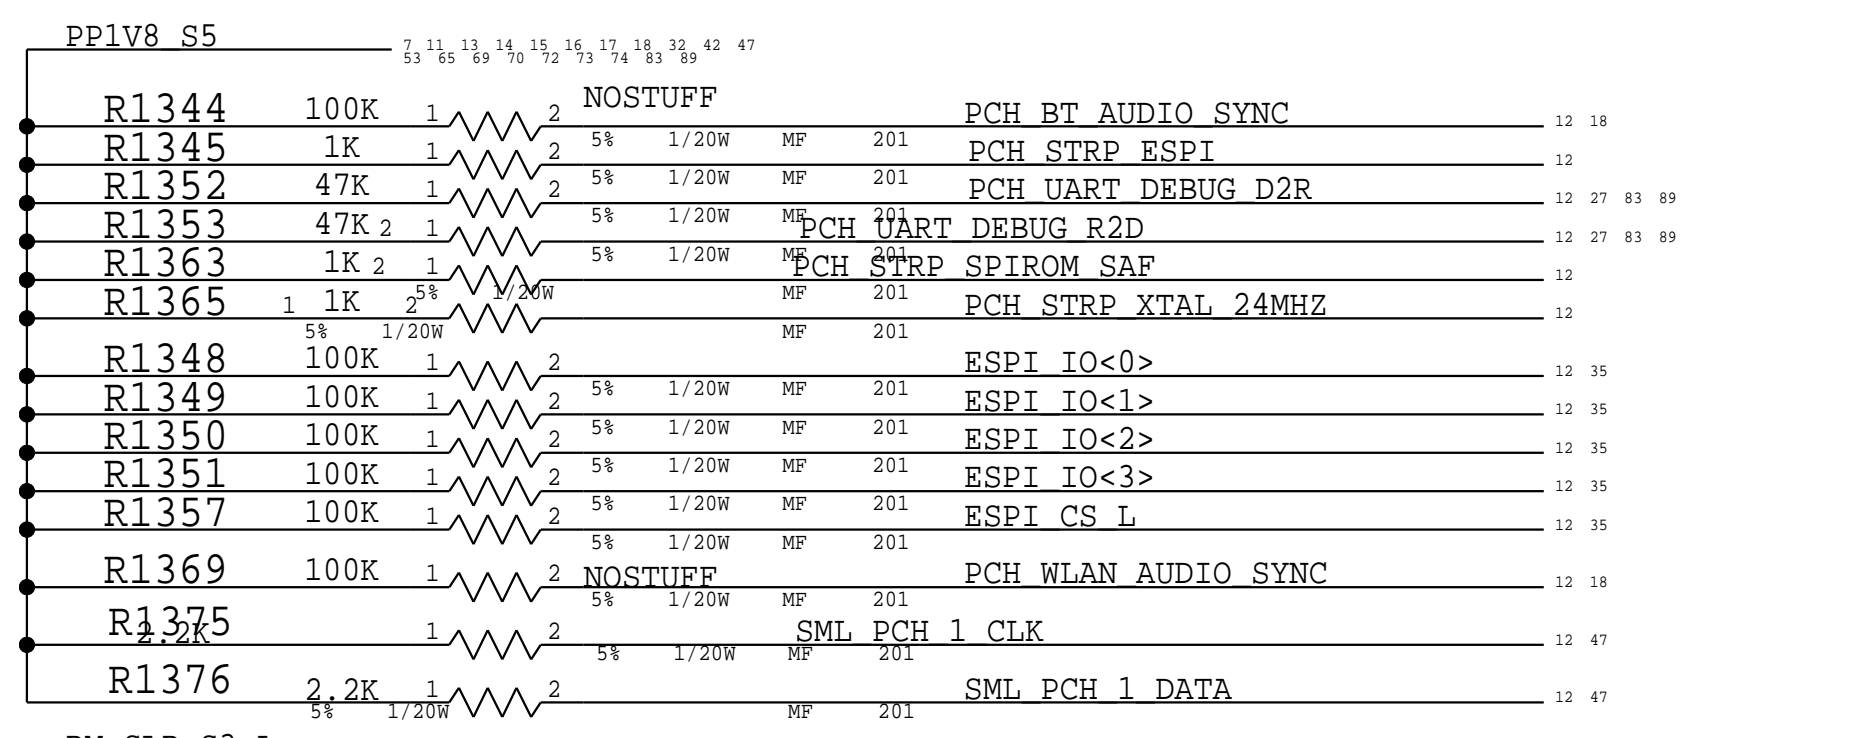 PP1V8_S5
7 11 13 14 15 16 17 18 32 42 47
53 65 69 70 72 73 74 83 89
R1344 100K 1 2 NOSTUFF PCH_BT_AUDIO_SYNC 12 18
5% 1/20W MF 201
R1345 1K 1 2 PCH_STRP_ESPI 12
5% 1/20W MF 201
R1352 47K 1 2 PCH_UART_DEBUG_D2R 12 27 83 89
5% 1/20W MF 201
R1353 47K 2 1 PCH_UART_DEBUG_R2D 12 27 83 89
5% 1/20W MF 201
R1363 1K 2 1 PCH_STRP_SPIROM_SAF 12
5% 1/20W MF 201
R1365 1 1K 2 PCH_STRP_XTAL_24MHZ 12
5% 1/20W MF 201
R1348 100K 1 2 ESPI_IO<0> 12 35
5% 1/20W MF 201
R1349 100K 1 2 ESPI_IO<1> 12 35
5% 1/20W MF 201
R1350 100K 1 2 ESPI_IO<2> 12 35
5% 1/20W MF 201
R1351 100K 1 2 ESPI_IO<3> 12 35
5% 1/20W MF 201
R1357 100K 1 2 ESPI_CS_L 12 35
5% 1/20W MF 201
R1369 100K 1 2 NOSTUFF PCH_WLAN_AUDIO_SYNC 12 18
5% 1/20W MF 201
R1375 2.2K 1 2 SML_PCH_1_CLK 12 47
5% 1/20W MF 201
R1376 2.2K 1 2 SML_PCH_1_DATA 12 47
5% 1/20W MF 201